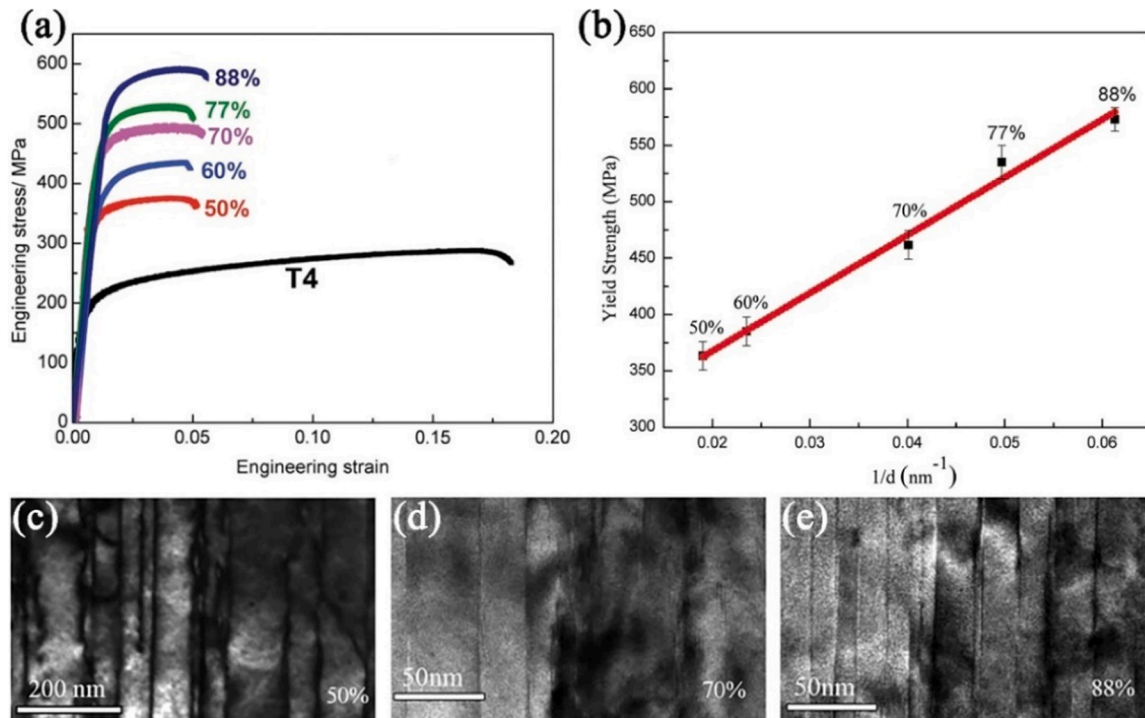 (a)
Engineering stress/ MPa
600
500
400
300
200
100
0
88%
77%
70%
60%
50%
T4
0.00 0.05 0.10 0.15 0.20
Engineering strain
(b)
Yield Strength (MPa)
650
600
550
500
450
400
350
300
50%
60%
70%
77%
88%
0.02 0.03 0.04 0.05 0.06
1/d (nm⁻¹)
(c)
200 nm
50%
(d)
50nm
70%
(e)
50nm
88%